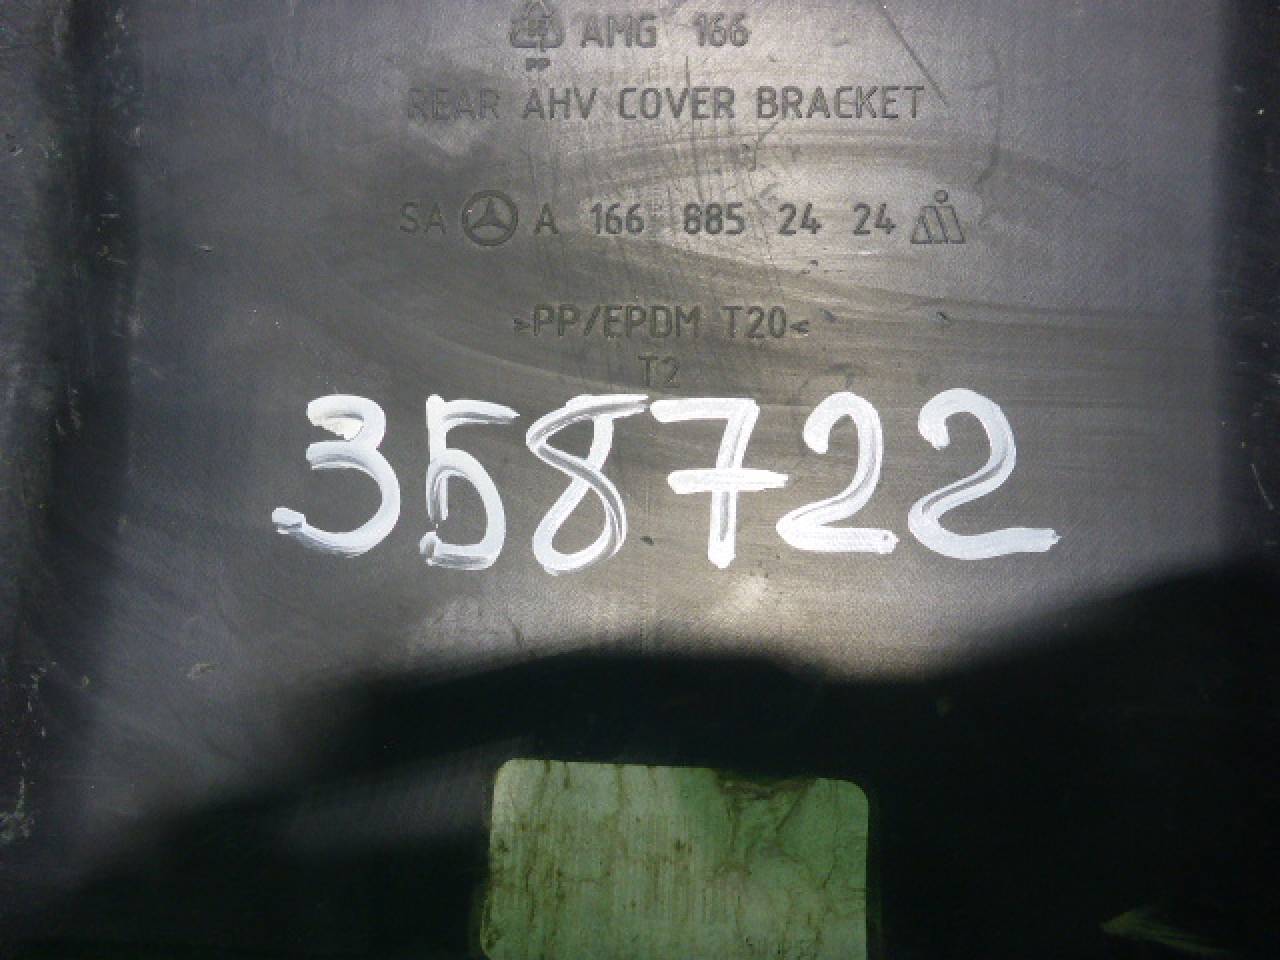 AMG 166
PP
REAR AHV COVER BRACKET
SA A 166 885 24 24
>PP/EPDM T20<
T2
358722